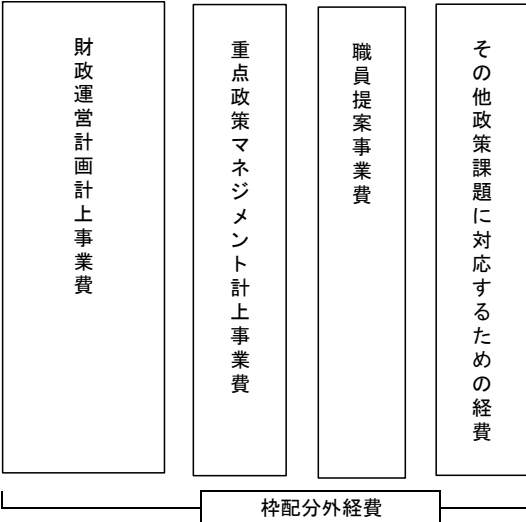 財政運営計画計上事業費
重点政策マネジメント計上事業費
職員提案事業費
その他政策課題に対応するための経費
枠配分外経費